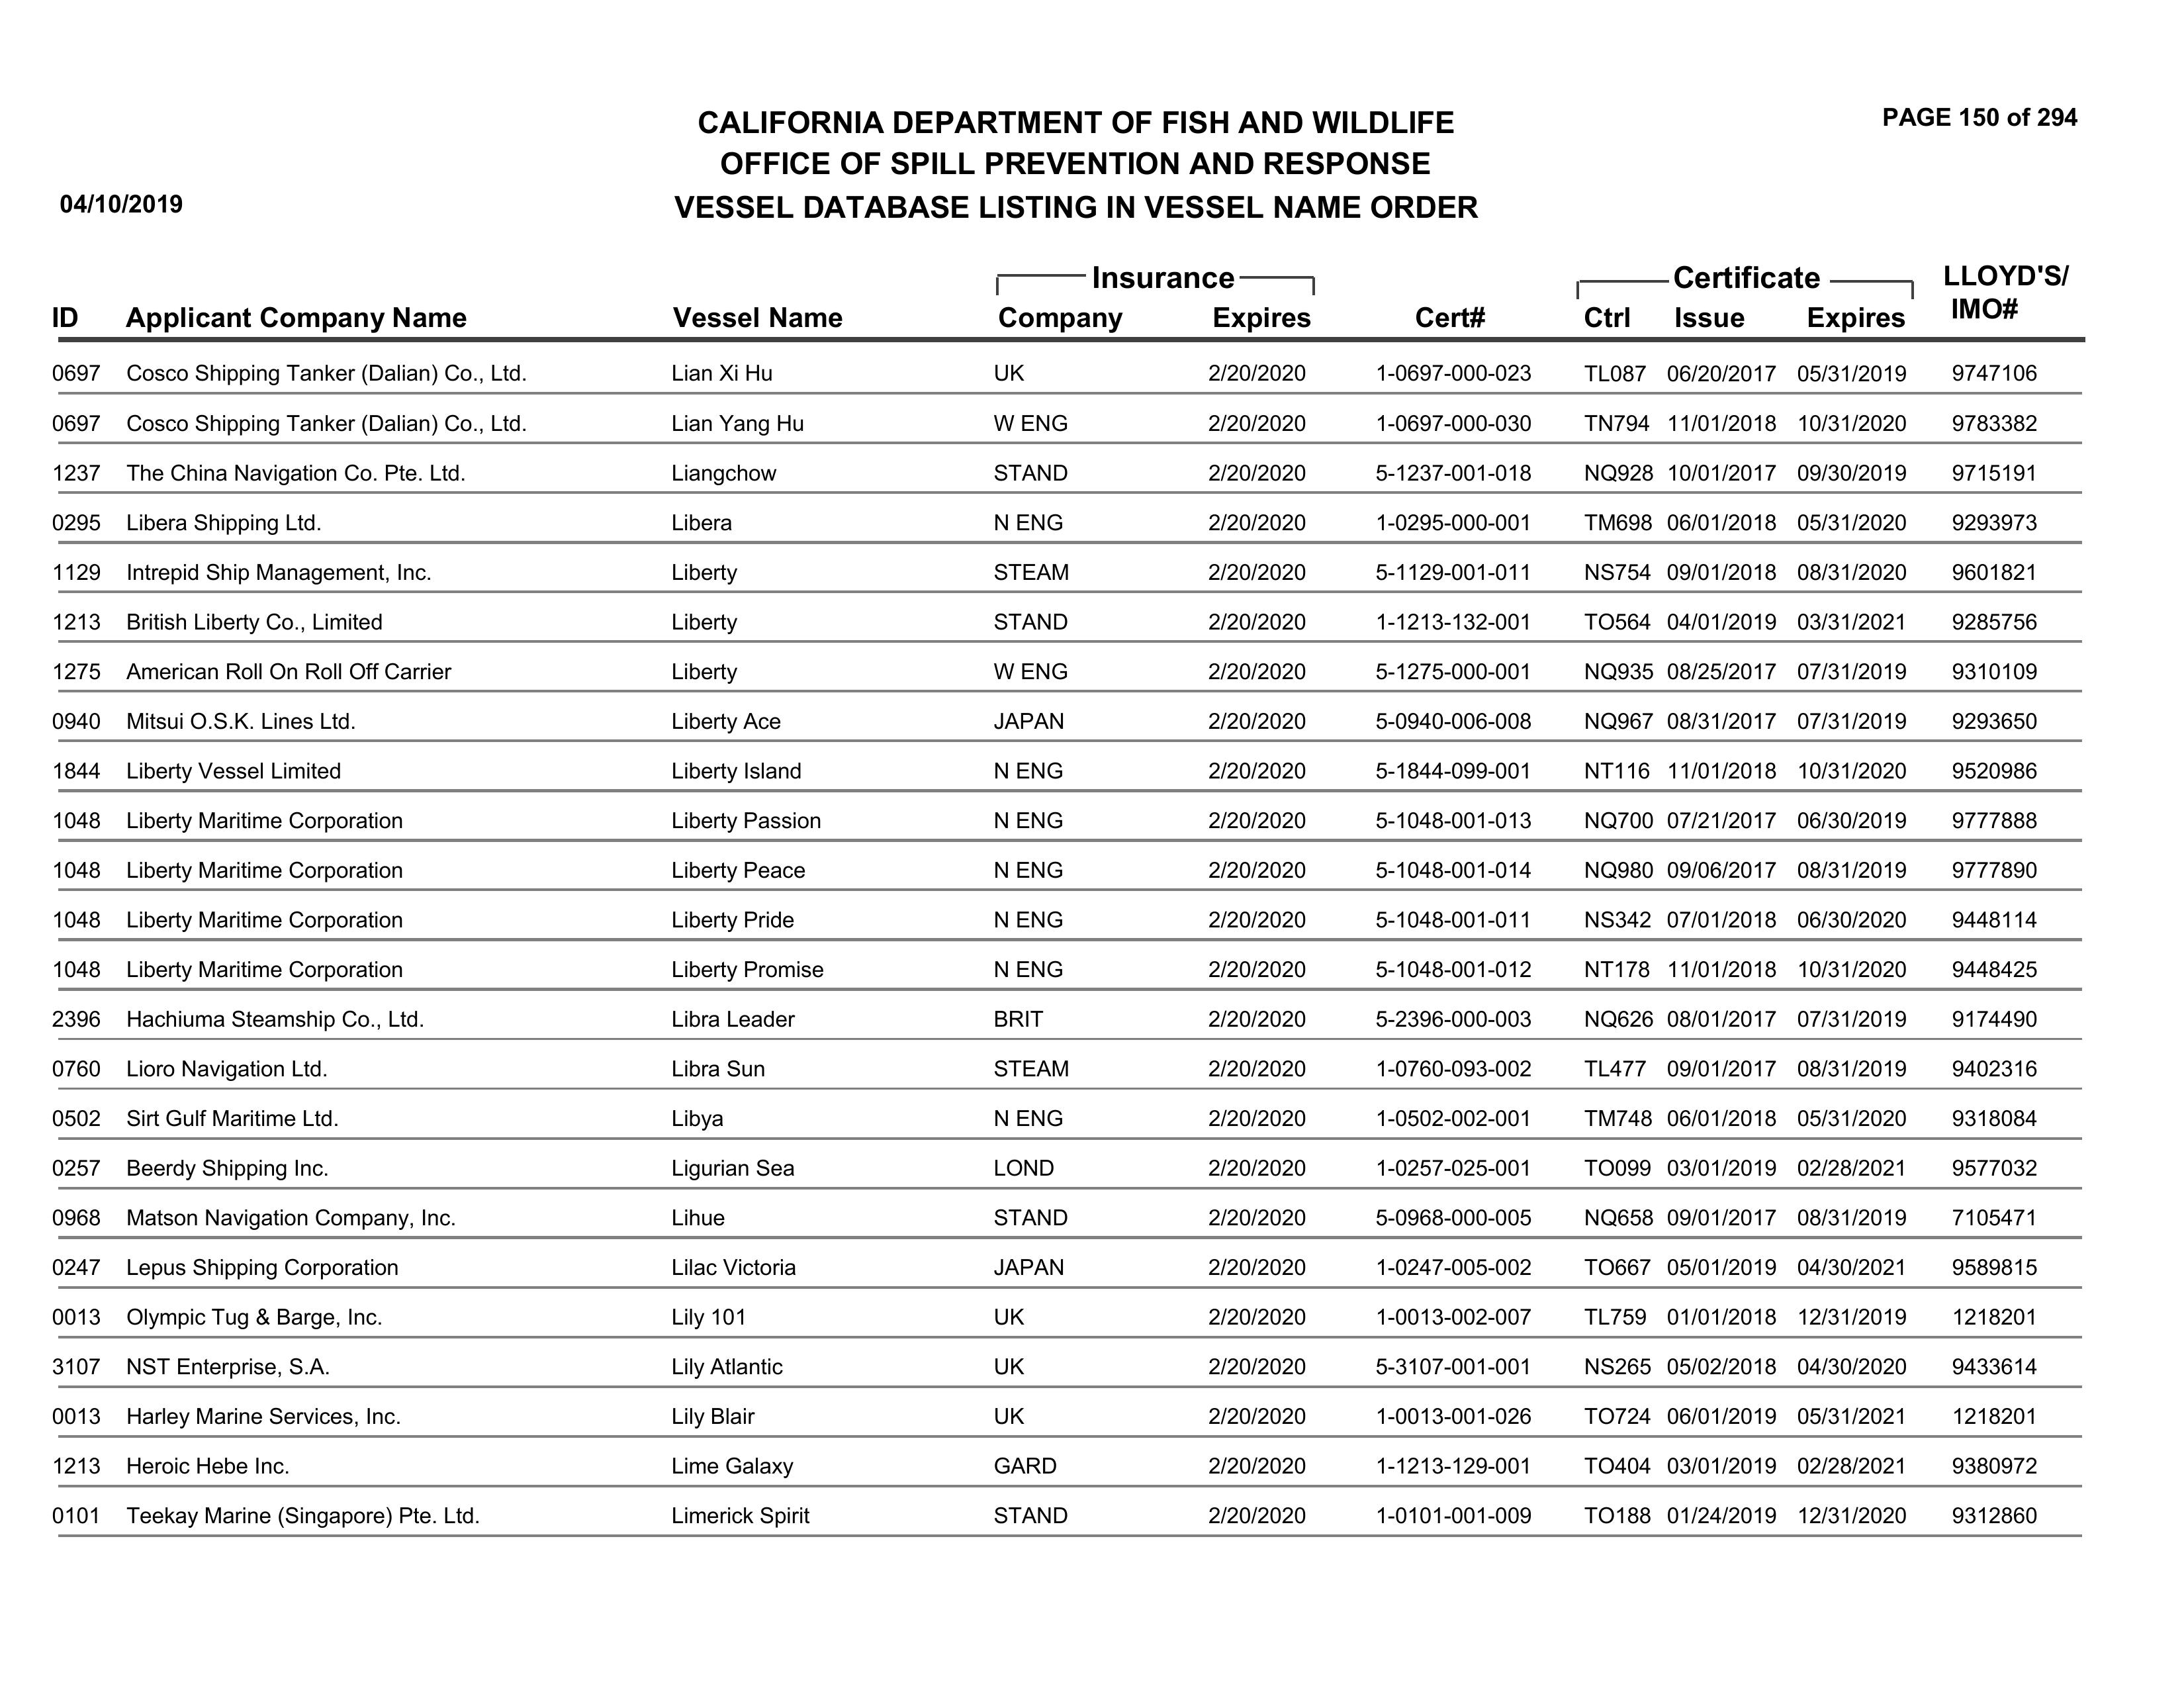 PAGE 150 of 294
CALIFORNIA DEPARTMENT OF FISH AND WILDLIFE
OFFICE OF SPILL PREVENTION AND RESPONSE
04/10/2019 VESSEL DATABASE LISTING IN VESSEL NAME ORDER
Insurance Certificate LLOYD'S/
ID Applicant Company Name Vessel Name Company Expires Cert# Ctrl Issue Expires IMO#
0697 Cosco Shipping Tanker (Dalian) Co., Ltd. Lian Xi Hu UK 2/20/2020 1-0697-000-023 TL087 06/20/2017 05/31/2019 9747106
0697 Cosco Shipping Tanker (Dalian) Co., Ltd. Lian Yang Hu W ENG 2/20/2020 1-0697-000-030 TN794 11/01/2018 10/31/2020 9783382
1237 The China Navigation Co. Pte. Ltd. Liangchow STAND 2/20/2020 5-1237-001-018 NQ928 10/01/2017 09/30/2019 9715191
0295 Libera Shipping Ltd. Libera N ENG 2/20/2020 1-0295-000-001 TM698 06/01/2018 05/31/2020 9293973
1129 Intrepid Ship Management, Inc. Liberty STEAM 2/20/2020 5-1129-001-011 NS754 09/01/2018 08/31/2020 9601821
1213 British Liberty Co., Limited Liberty STAND 2/20/2020 1-1213-132-001 TO564 04/01/2019 03/31/2021 9285756
1275 American Roll On Roll Off Carrier Liberty W ENG 2/20/2020 5-1275-000-001 NQ935 08/25/2017 07/31/2019 9310109
0940 Mitsui O.S.K. Lines Ltd. Liberty Ace JAPAN 2/20/2020 5-0940-006-008 NQ967 08/31/2017 07/31/2019 9293650
1844 Liberty Vessel Limited Liberty Island N ENG 2/20/2020 5-1844-099-001 NT116 11/01/2018 10/31/2020 9520986
1048 Liberty Maritime Corporation Liberty Passion N ENG 2/20/2020 5-1048-001-013 NQ700 07/21/2017 06/30/2019 9777888
1048 Liberty Maritime Corporation Liberty Peace N ENG 2/20/2020 5-1048-001-014 NQ980 09/06/2017 08/31/2019 9777890
1048 Liberty Maritime Corporation Liberty Pride N ENG 2/20/2020 5-1048-001-011 NS342 07/01/2018 06/30/2020 9448114
1048 Liberty Maritime Corporation Liberty Promise N ENG 2/20/2020 5-1048-001-012 NT178 11/01/2018 10/31/2020 9448425
2396 Hachiuma Steamship Co., Ltd. Libra Leader BRIT 2/20/2020 5-2396-000-003 NQ626 08/01/2017 07/31/2019 9174490
0760 Lioro Navigation Ltd. Libra Sun STEAM 2/20/2020 1-0760-093-002 TL477 09/01/2017 08/31/2019 9402316
0502 Sirt Gulf Maritime Ltd. Libya N ENG 2/20/2020 1-0502-002-001 TM748 06/01/2018 05/31/2020 9318084
0257 Beerdy Shipping Inc. Ligurian Sea LOND 2/20/2020 1-0257-025-001 TO099 03/01/2019 02/28/2021 9577032
0968 Matson Navigation Company, Inc. Lihue STAND 2/20/2020 5-0968-000-005 NQ658 09/01/2017 08/31/2019 7105471
0247 Lepus Shipping Corporation Lilac Victoria JAPAN 2/20/2020 1-0247-005-002 TO667 05/01/2019 04/30/2021 9589815
0013 Olympic Tug & Barge, Inc. Lily 101 UK 2/20/2020 1-0013-002-007 TL759 01/01/2018 12/31/2019 1218201
3107 NST Enterprise, S.A. Lily Atlantic UK 2/20/2020 5-3107-001-001 NS265 05/02/2018 04/30/2020 9433614
0013 Harley Marine Services, Inc. Lily Blair UK 2/20/2020 1-0013-001-026 TO724 06/01/2019 05/31/2021 1218201
1213 Heroic Hebe Inc. Lime Galaxy GARD 2/20/2020 1-1213-129-001 TO404 03/01/2019 02/28/2021 9380972
0101 Teekay Marine (Singapore) Pte. Ltd. Limerick Spirit STAND 2/20/2020 1-0101-001-009 TO188 01/24/2019 12/31/2020 9312860